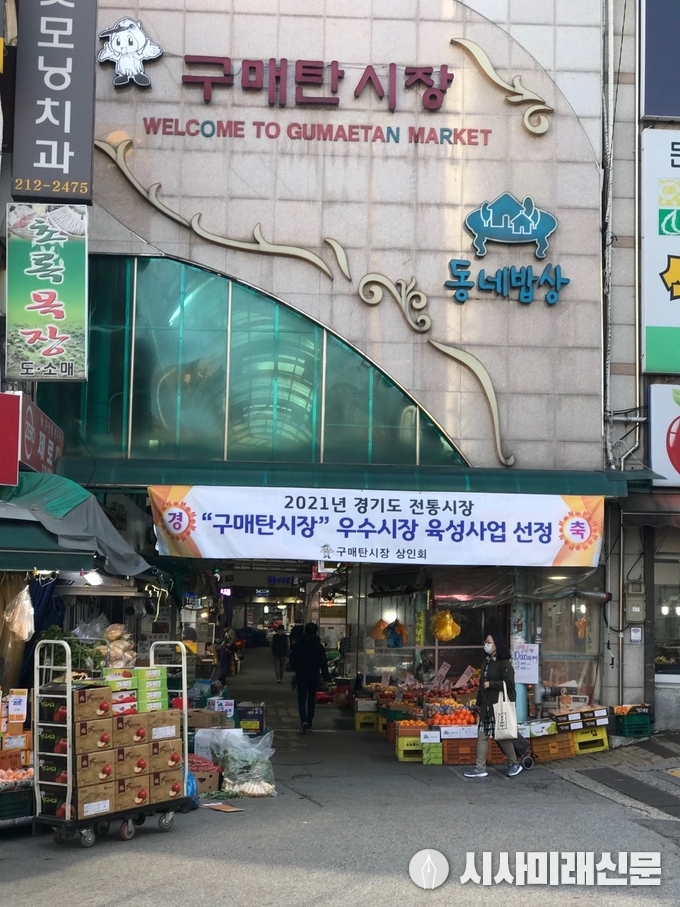 굿모닝치과
212-2475
구매탄시장
WELCOME TO GUMAETAN MARKET
동네밥상
초록목장
도·소매
경
2021년 경기도 전통시장
"구매탄시장" 우수시장 육성사업 선정
구매탄시장 상인회
축
시사미래신문